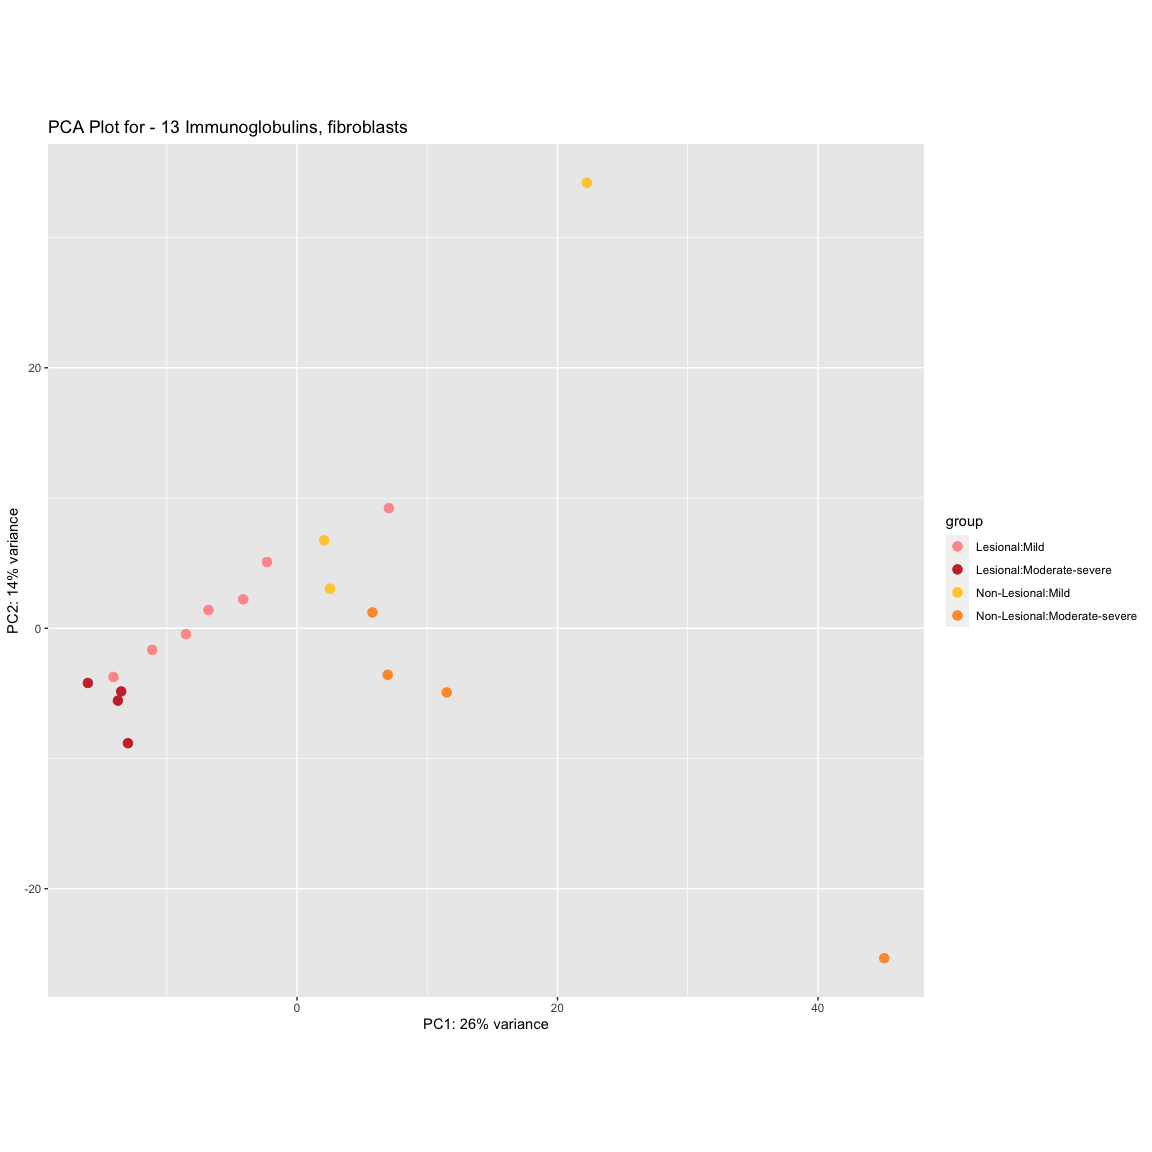 PCA Plot for - 13 Immunoglobulins, fibroblasts
PC2: 14% variance
20
0
-20
0
20
40
PC1: 26% variance
group
Lesional:Mild
Lesional:Moderate-severe
Non-Lesional:Mild
Non-Lesional:Moderate-severe